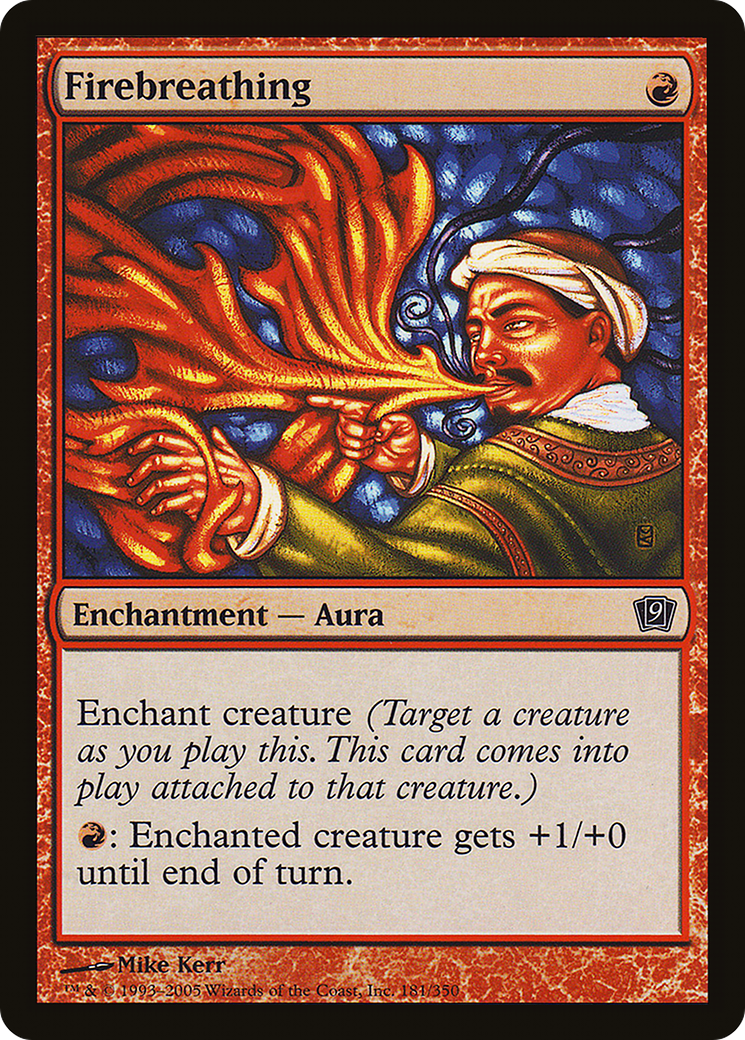 Firebreathing
Enchantment — Aura
9
Enchant creature (Target a creature
as you play this. This card comes into
play attached to that creature.)
: Enchanted creature gets +1/+0
until end of turn.
Mike Kerr
™ & © 1993–2005 Wizards of the Coast, Inc. 181/350